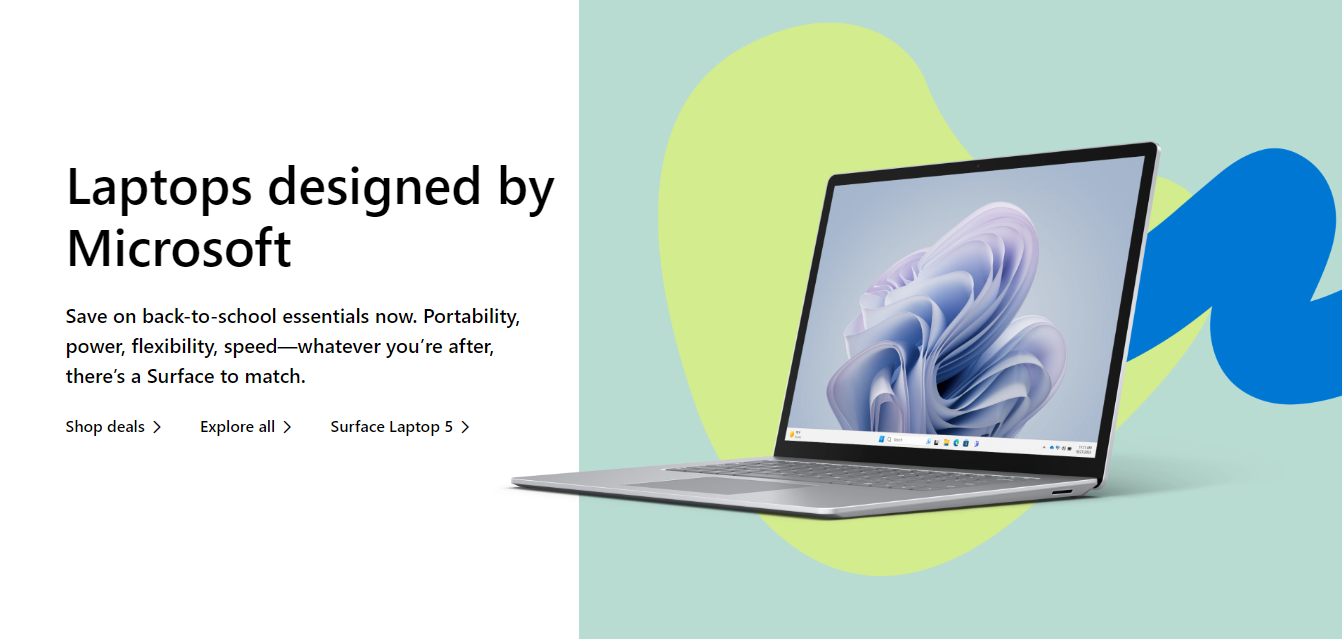 Laptops designed by
Microsoft
Save on back-to-school essentials now. Portability,
power, flexibility, speed—whatever you’re after,
there’s a Surface to match.
Shop deals
Explore all
Surface Laptop 5